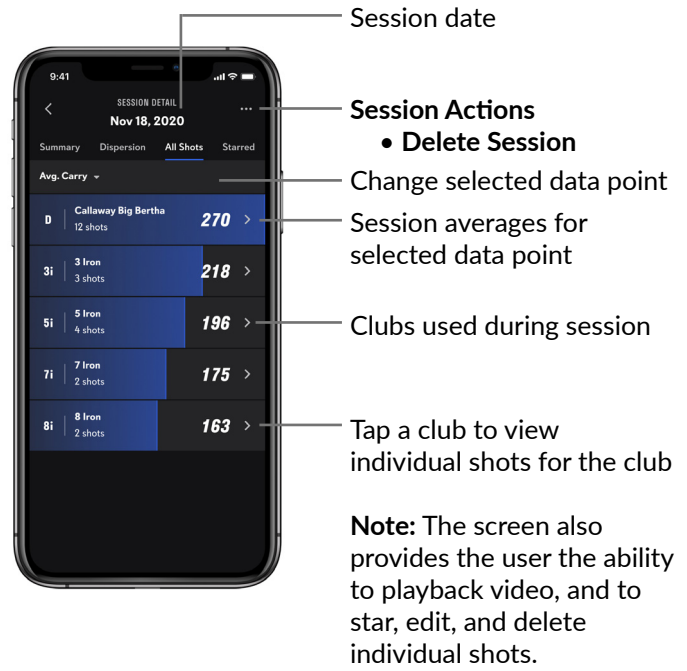 Session date
9:41
SESSION DETAIL
Nov 18, 2020
Summary Dispersion All Shots Starred
Avg. Carry
D Callaway Big Bertha
12 shots
270
3i 3 Iron
3 shots
218
5i 5 Iron
4 shots
196
7i 7 Iron
2 shots
175
8i 8 Iron
2 shots
163
Session Actions
• Delete Session
Change selected data point
Session averages for
selected data point
Clubs used during session
Tap a club to view
individual shots for the club
Note: The screen also
provides the user the ability
to playback video, and to
star, edit, and delete
individual shots.